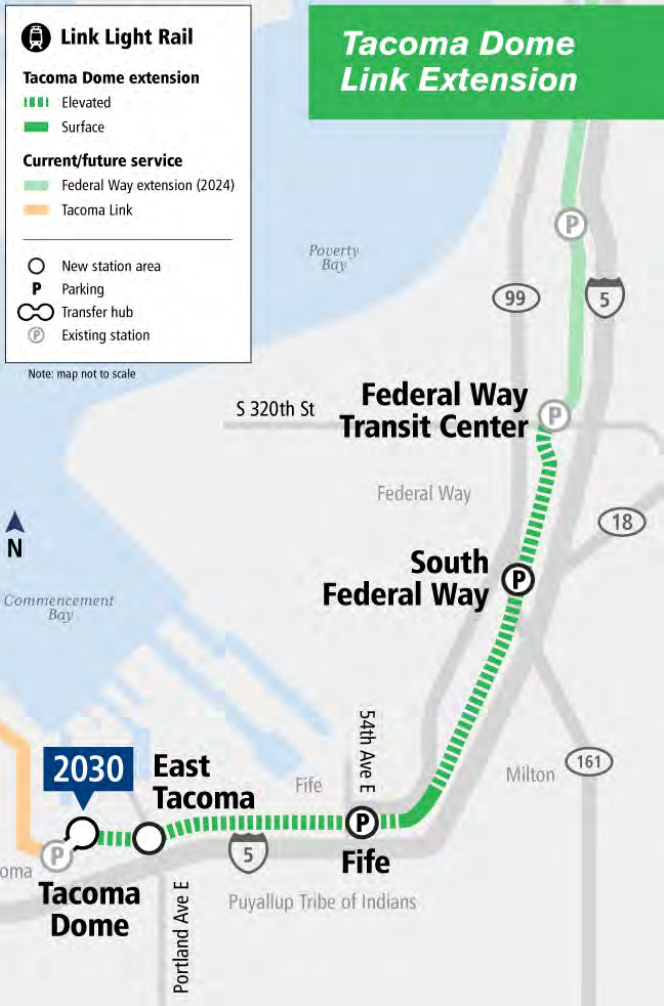 Link Light Rail
Tacoma Dome extension
Elevated
Surface
Current/future service
Federal Way extension (2024)
Tacoma Link
New station area
P Parking
Transfer hub
P Existing station
Note: map not to scale
Tacoma Dome
Link Extension
Poverty
Bay
P
99
5
S 320th St
Federal Way
Transit Center
P
Federal Way
18
N
South
Federal Way
P
Commencement
Bay
54th Ave E
161
Milton
2030
East
Tacoma
Fife
P
Fife
5
P
oma
Tacoma
Dome
Portland Ave E
Puyallup Tribe of Indians